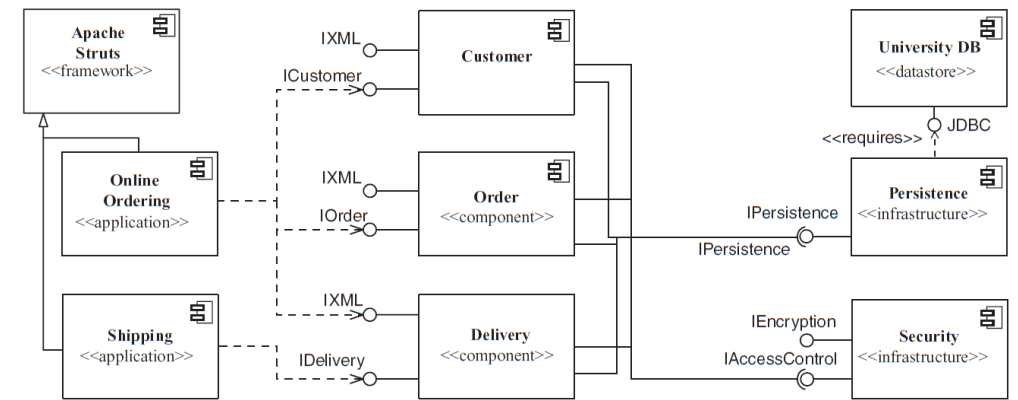 Apache
Struts
<<framework>>
IXML
ICustomer
Customer
University DB
<<datastore>>
JDBC
<<requires>>
Online
Ordering
<<application>>
IXML
IOrder
Order
<<component>>
Persistence
<<infrastructure>>
IPersistence
IPersistence
Shipping
<<application>>
IXML
IDelivery
Delivery
<<component>>
IEncryption
IAccessControl
Security
<<infrastructure>>